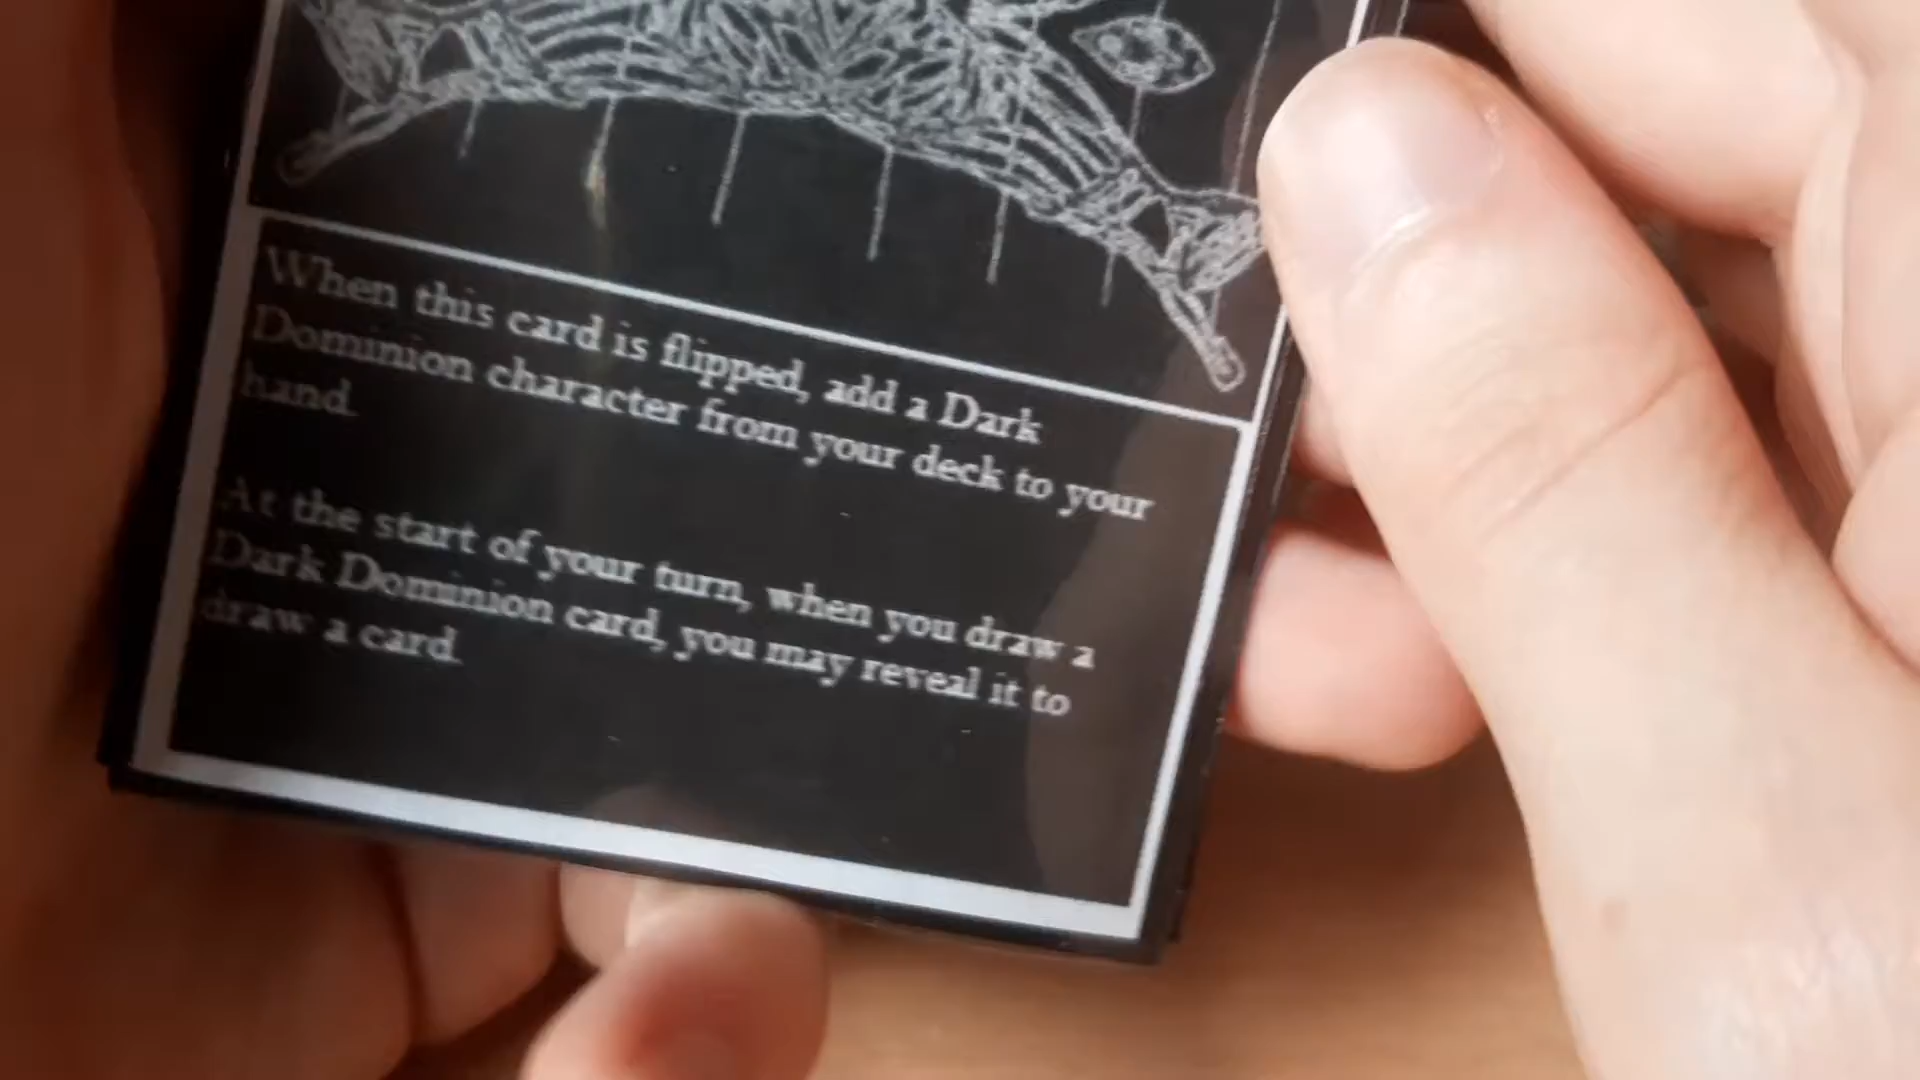 When this card is flipped, add a Dark
Dominion character from your deck to your
hand.
At the start of your turn, when you draw a
Dark Dominion card, you may reveal it to
draw a card.